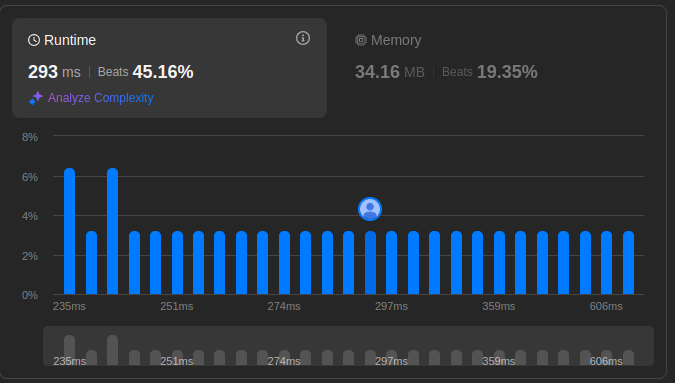 Runtime
Memory
293 ms | Beats 45.16%
34.16 MB | Beats 19.35%
Analyze Complexity
8%
6%
4%
2%
0%
235ms 251ms 274ms 297ms 359ms 606ms
235ms 251ms 274ms 297ms 359ms 606ms